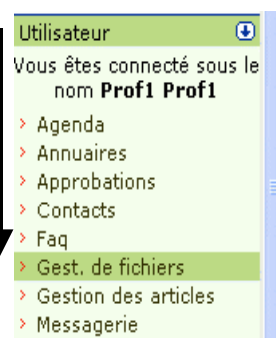 Utilisateur
Vous êtes connecté sous le
nom Prof1 Prof1
Agenda
Annuaires
Approbations
Contacts
Faq
Gest. de fichiers
Gestion des articles
Messagerie